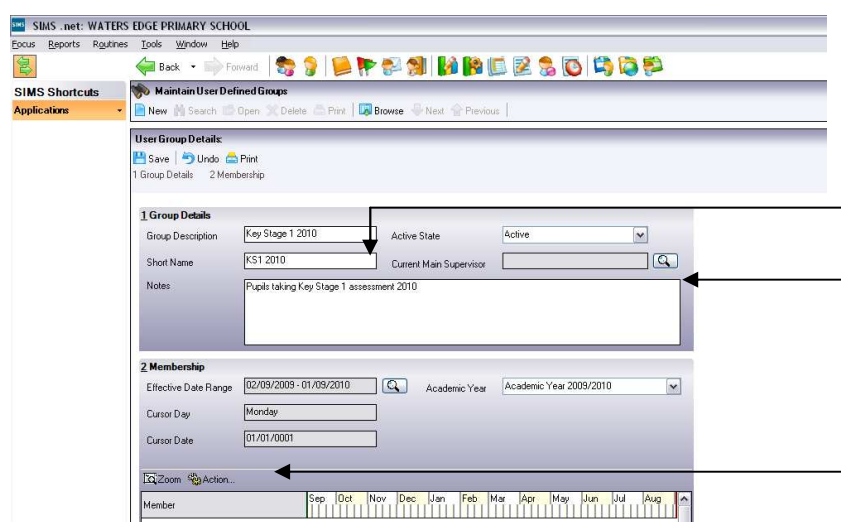 SIMS SIMS .net: WATERS EDGE PRIMARY SCHOOL
Focus Reports Routines Tools Window Help
Back Forward
SIMS Shortcuts
Applications
Maintain User Defined Groups
New Search Open Delete Print Browse Next Previous
User Group Details:
Save Undo Print
1 Group Details 2 Membership
1 Group Details
Group Description Key Stage 1 2010 Active State Active
Short Name KS1 2010 Current Main Supervisor
Notes Pupils taking Key Stage 1 assessment 2010
2 Membership
Effective Date Range 02/09/2009 - 01/09/2010 Academic Year Academic Year 2009/2010
Cursor Day Monday
Cursor Date 01/01/0001
Zoom Action...
Member Sep Oct Nov Dec Jan Feb Mar Apr May Jun Jul Aug